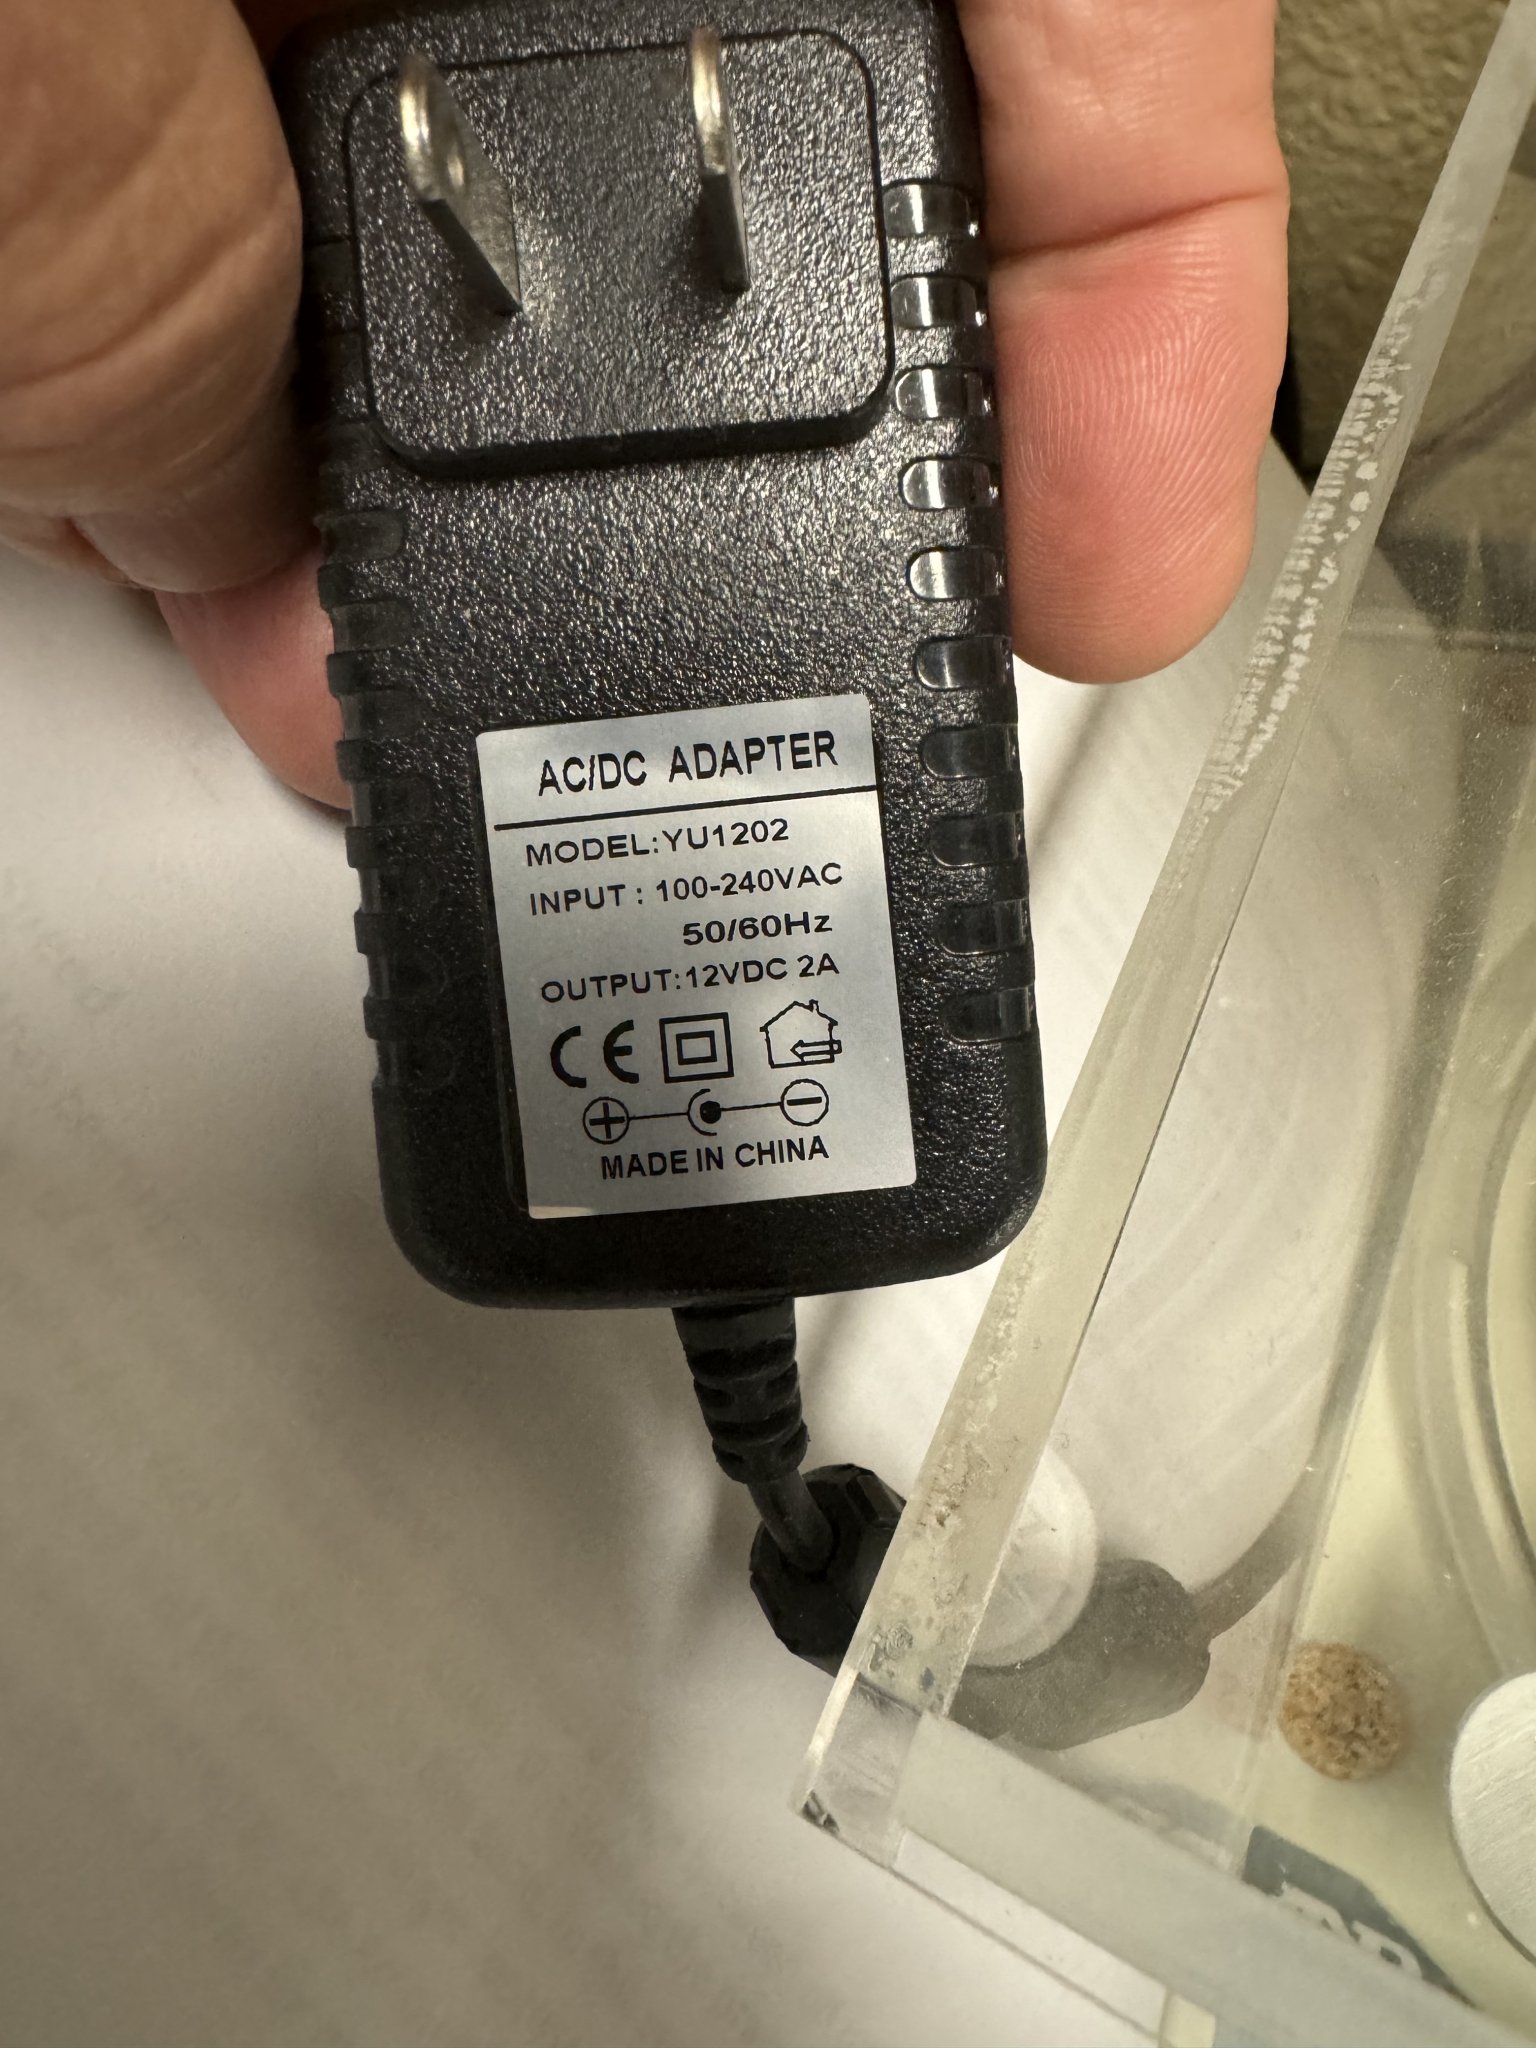 AC/DC ADAPTER
MODEL:YU1202
INPUT : 100-240VAC
50/60Hz
OUTPUT:12VDC 2A
CE
MADE IN CHINA